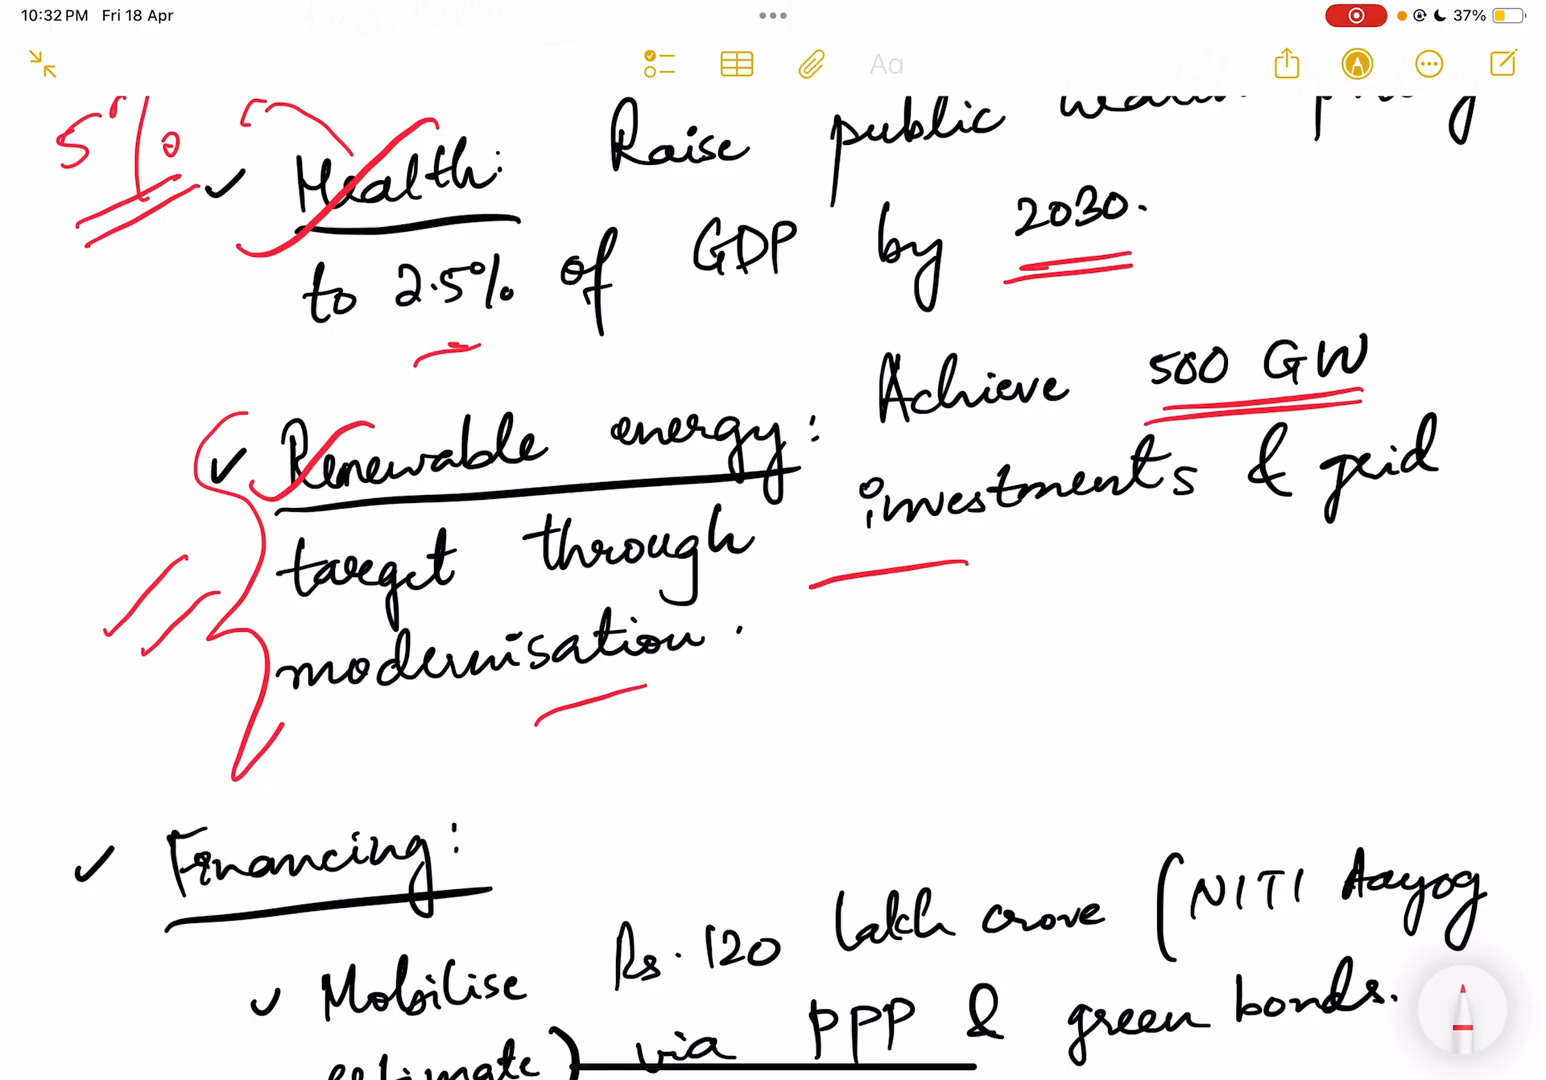 10:32 PM Fri 18 Apr
37%
Aa
5%
Health: Raise public health
to 2.5% of GDP by 2030.
Renewable energy: Achieve 500 GW
target through investments & grid
modernisation.
Financing:
Mobilise Rs. 120 lakh crore (NITI Aayog
estimate) via PPP & green bonds.